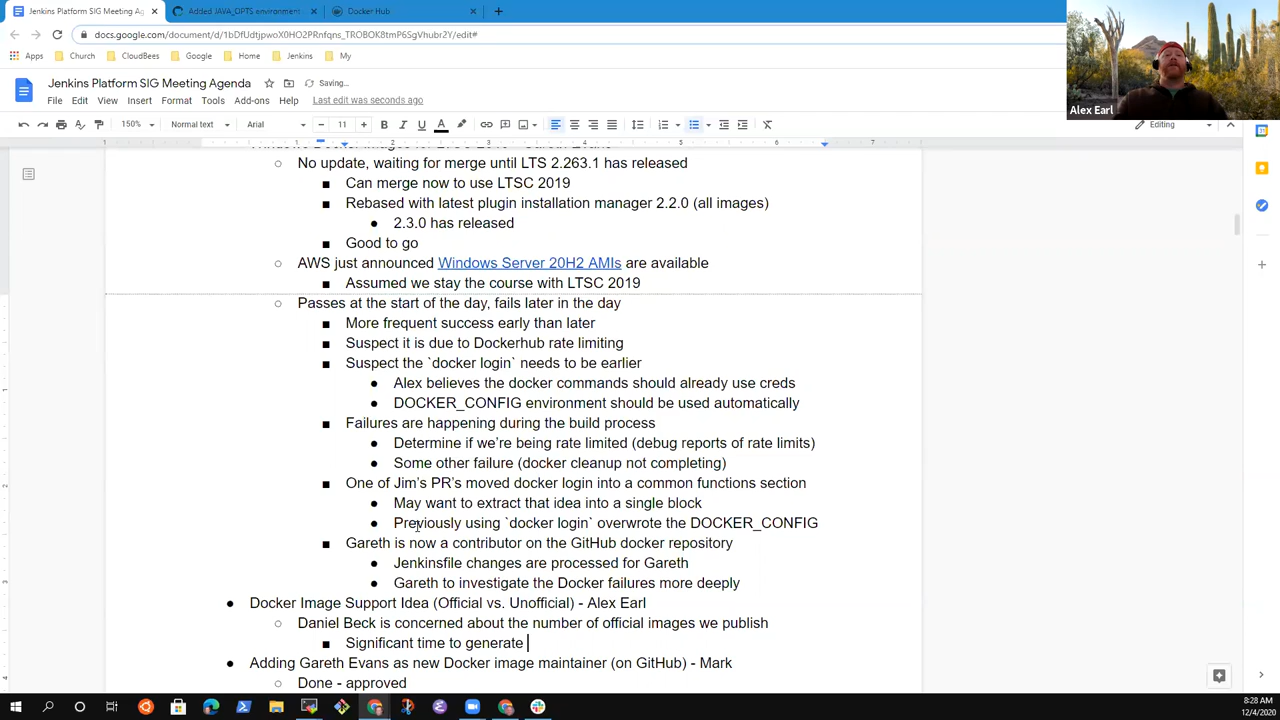 Jenkins Platform SIG Meeting Ag
Added JAVA_OPTS environment
Docker Hub
docs.google.com/document/d/1bDfUdtjpwoX0HO2PRnfqns_TROBOK8tmP6SgVhubr2Y/edit#
Apps Church CloudBees Google Home Jenkins My
Jenkins Platform SIG Meeting Agenda
Saving...
File Edit View Insert Format Tools Add-ons Help Last edit was seconds ago
150% Normal text Arial 11 Editing
Alex Earl
No update, waiting for merge until LTS 2.263.1 has released
Can merge now to use LTSC 2019
Rebased with latest plugin installation manager 2.2.0 (all images)
2.3.0 has released
Good to go
AWS just announced Windows Server 20H2 AMIs are available
Assumed we stay the course with LTSC 2019
Passes at the start of the day, fails later in the day
More frequent success early than later
Suspect it is due to Dockerhub rate limiting
Suspect the `docker login` needs to be earlier
Alex believes the docker commands should already use creds
DOCKER_CONFIG environment should be used automatically
Failures are happening during the build process
Determine if we're being rate limited (debug reports of rate limits)
Some other failure (docker cleanup not completing)
One of Jim's PR's moved docker login into a common functions section
May want to extract that idea into a single block
Previously using `docker login` overwrote the DOCKER_CONFIG
Gareth is now a contributor on the GitHub docker repository
Jenkinsfile changes are processed for Gareth
Gareth to investigate the Docker failures more deeply
Docker Image Support Idea (Official vs. Unofficial) - Alex Earl
Daniel Beck is concerned about the number of official images we publish
Significant time to generate
Adding Gareth Evans as new Docker image maintainer (on GitHub) - Mark
Done - approved
8:28 AM
12/4/2020